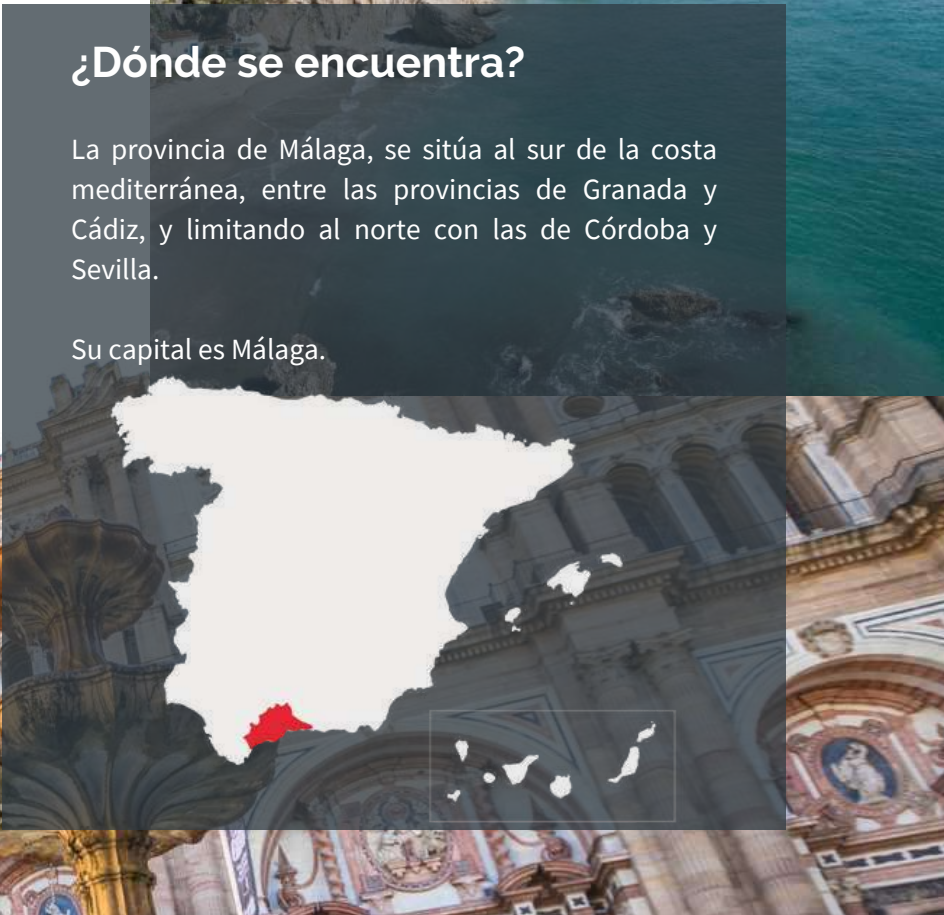 ¿Dónde se encuentra?
La provincia de Málaga, se sitúa al sur de la costa
mediterránea, entre las provincias de Granada y
Cádiz, y limitando al norte con las de Córdoba y
Sevilla.
Su capital es Málaga.